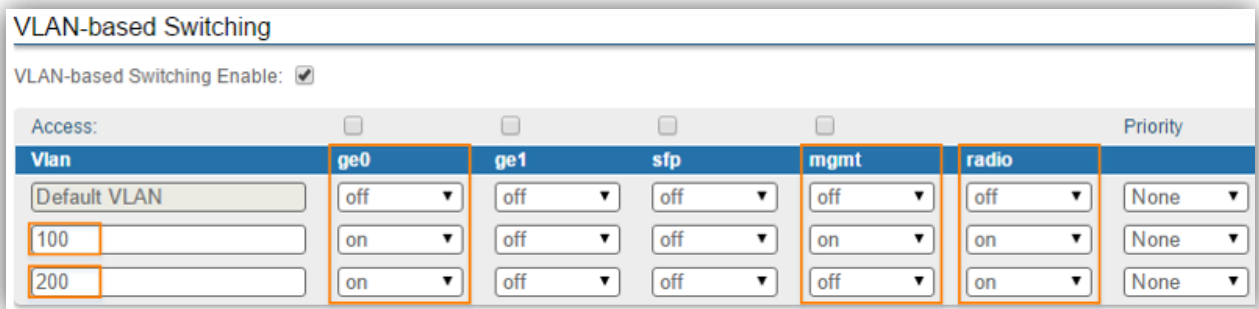 VLAN-based Switching
VLAN-based Switching Enable:
Access: Priority
Vlan ge0 ge1 sfp mgmt radio
Default VLAN off off off off off None
100 on off off on on None
200 on off off off on None